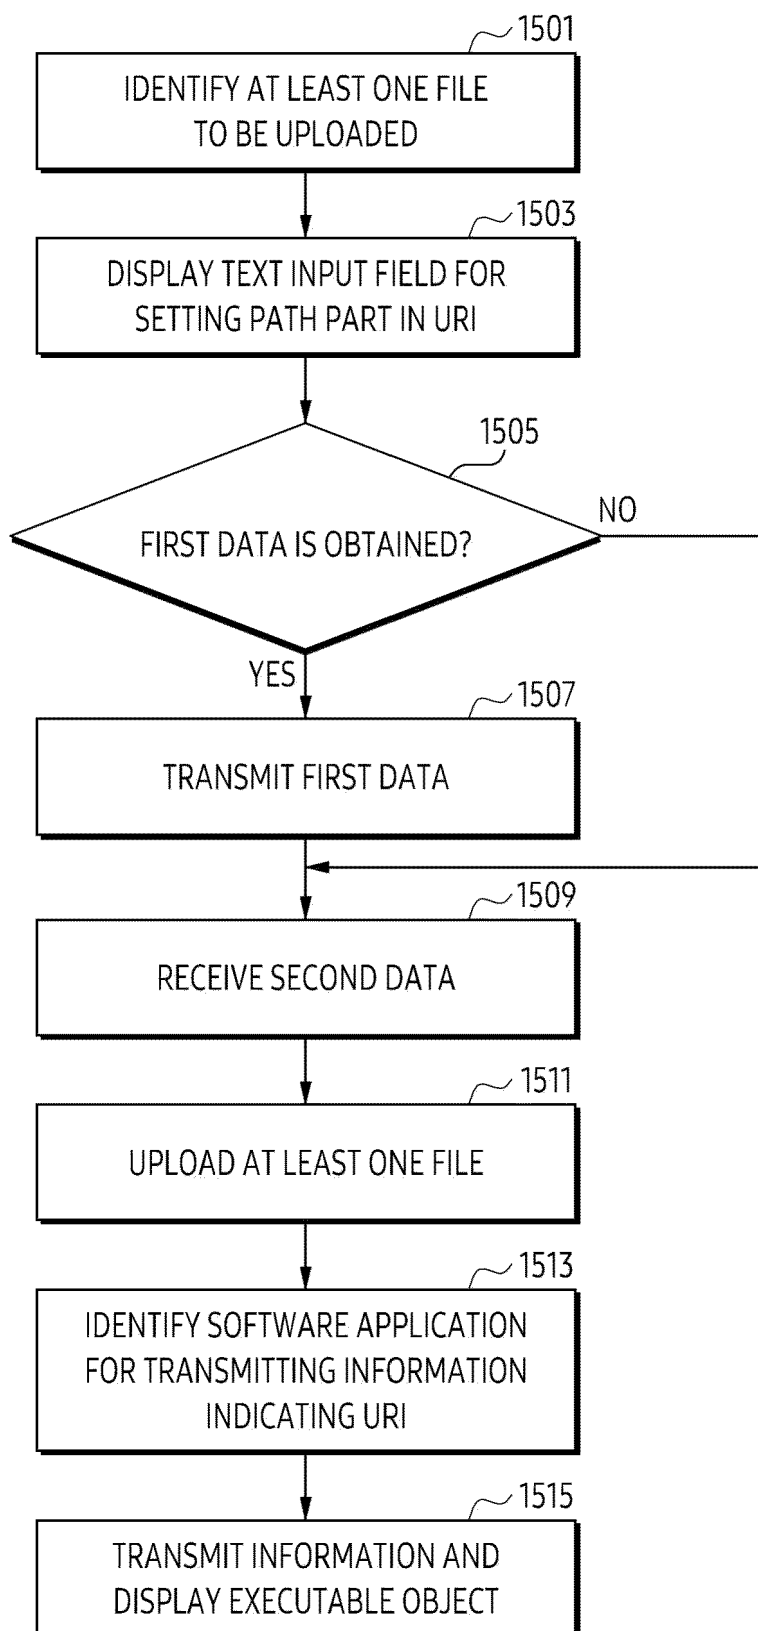 1501
IDENTIFY AT LEAST ONE FILE
TO BE UPLOADED
1503
DISPLAY TEXT INPUT FIELD FOR
SETTING PATH PART IN URI
1505
NO
FIRST DATA IS OBTAINED?
YES
1507
TRANSMIT FIRST DATA
1509
RECEIVE SECOND DATA
1511
UPLOAD AT LEAST ONE FILE
1513
IDENTIFY SOFTWARE APPLICATION
FOR TRANSMITTING INFORMATION
INDICATING URI
1515
TRANSMIT INFORMATION AND
DISPLAY EXECUTABLE OBJECT